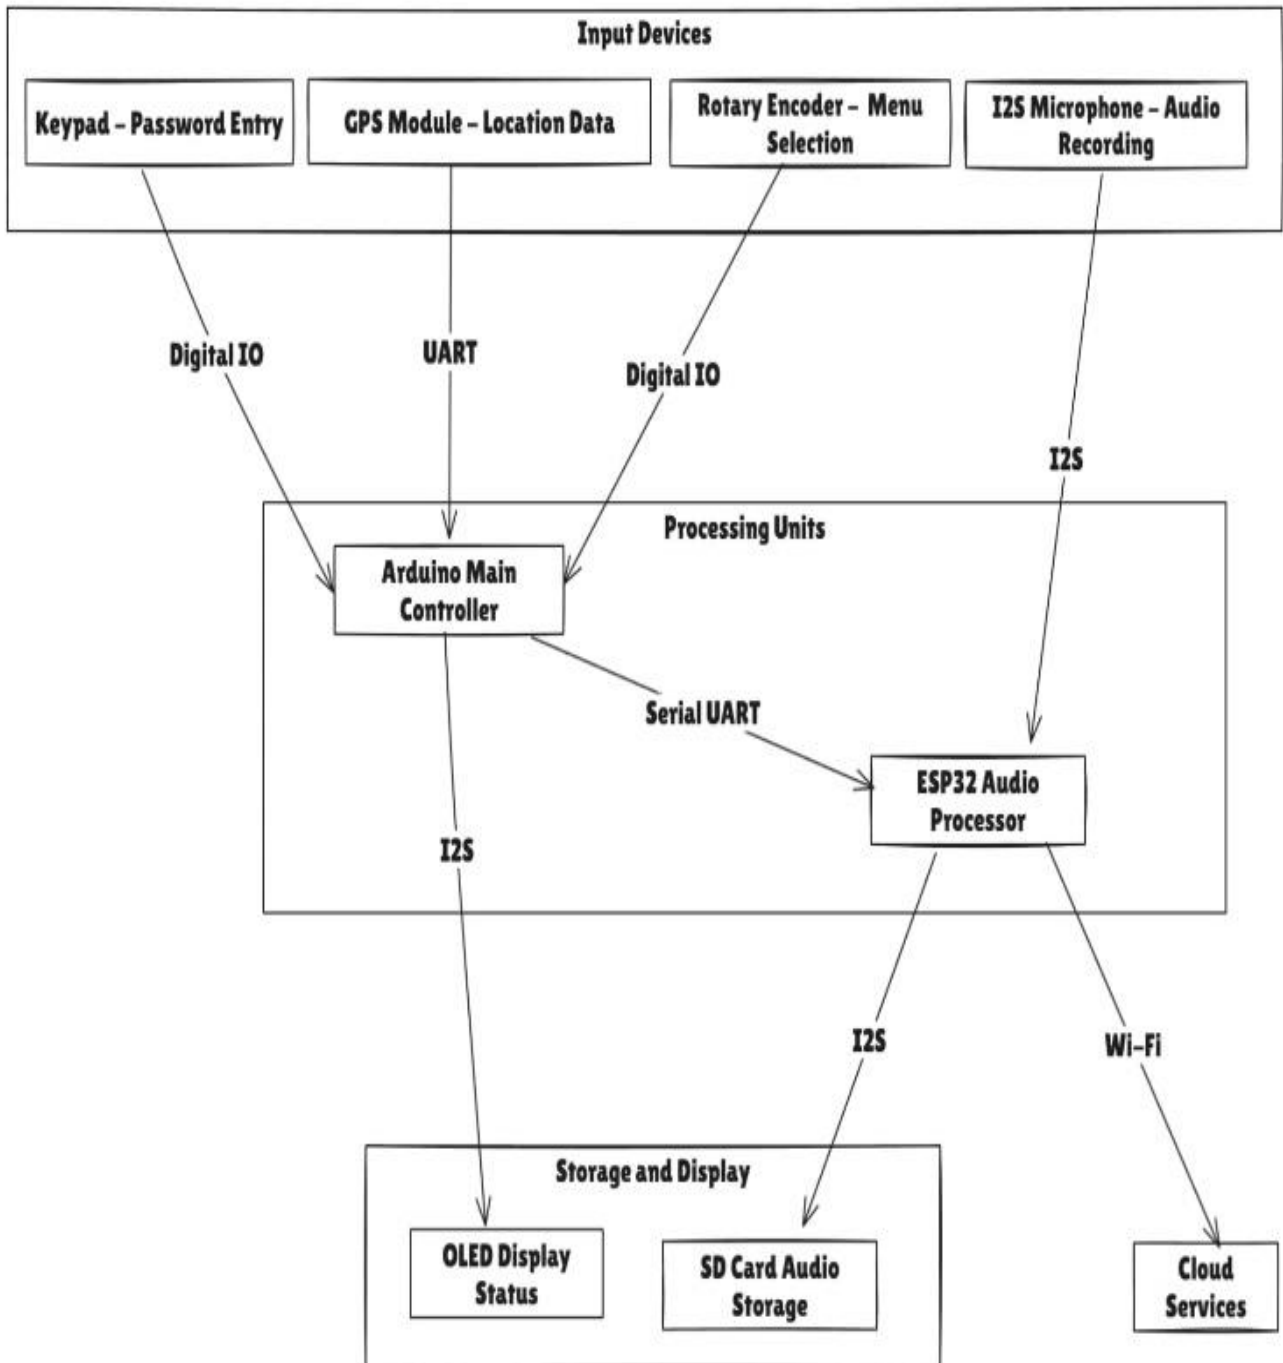 Input Devices
Keypad – Password Entry
GPS Module – Location Data
Rotary Encoder – Menu
Selection
I2S Microphone – Audio
Recording
Digital IO
UART
Digital IO
I2S
Processing Units
Arduino Main
Controller
Serial UART
ESP32 Audio
Processor
I2S
I2S
Wi-Fi
Storage and Display
OLED Display
Status
SD Card Audio
Storage
Cloud
Services